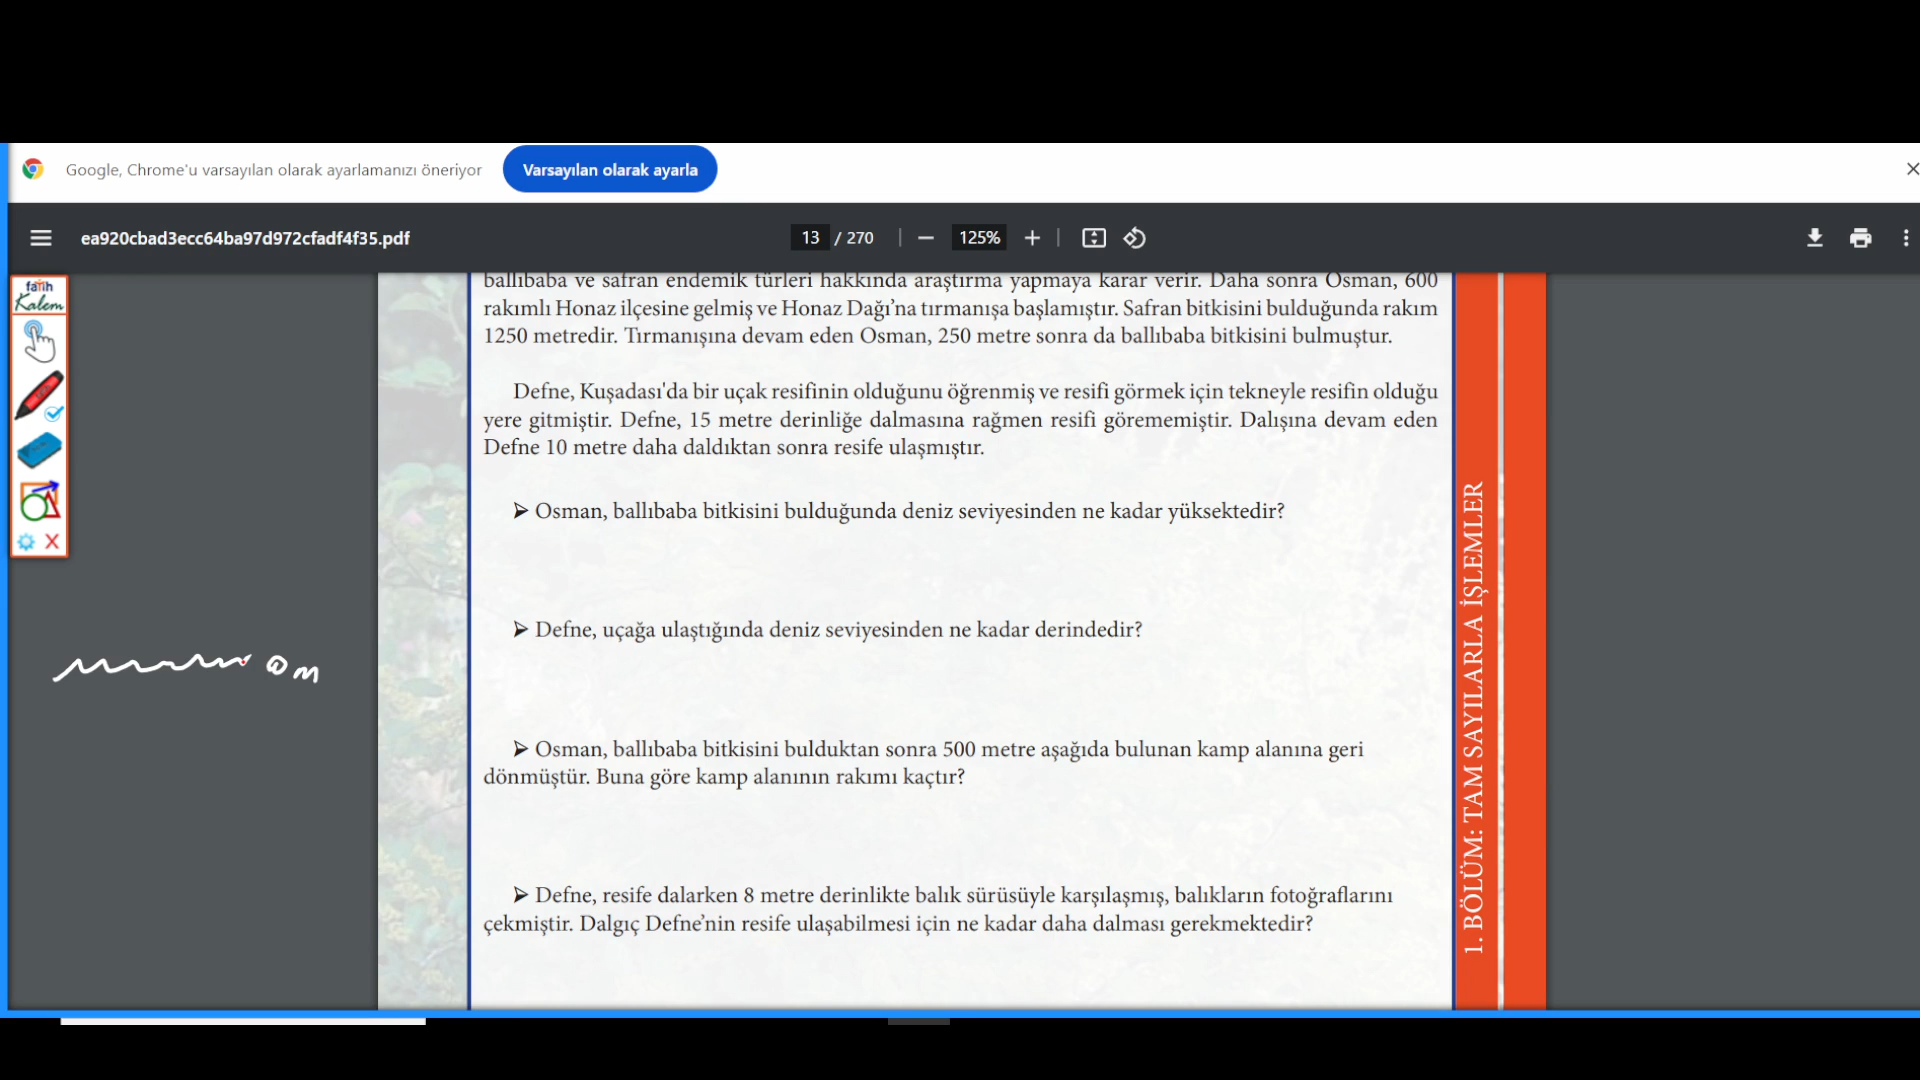 Google, Chrome'u varsayılan olarak ayarlamanızı öneriyor
Varsayılan olarak ayarla
ea920cbad3ecc64ba97d972cfadf4f35.pdf
13 / 270
125%
fatih
Kalem
ballıbaba ve safran endemik türleri hakkında araştırma yapmaya karar verir. Daha sonra Osman, 600
rakımlı Honaz ilçesine gelmiş ve Honaz Dağı’na tırmanışa başlamıştır. Safran bitkisini bulduğunda rakım
1250 metredir. Tırmanışına devam eden Osman, 250 metre sonra da ballıbaba bitkisini bulmuştur.
Defne, Kuşadası'da bir uçak resifinin olduğunu öğrenmiş ve resifi görmek için tekneyle resifin olduğu
yere gitmiştir. Defne, 15 metre derinliğe dalmasına rağmen resifi görememiştir. Dalışına devam eden
Defne 10 metre daha daldıktan sonra resife ulaşmıştır.
➢ Osman, ballıbaba bitkisini bulduğunda deniz seviyesinden ne kadar yüksektedir?
➢ Defne, uçağa ulaştığında deniz seviyesinden ne kadar derindedir?
➢ Osman, ballıbaba bitkisini bulduktan sonra 500 metre aşağıda bulunan kamp alanına geri
dönmüştür. Buna göre kamp alanının rakımı kaçtır?
➢ Defne, resife dalarken 8 metre derinlikte balık sürüsüyle karşılaşmış, balıkların fotoğraflarını
çekmiştir. Dalgıç Defne’nin resife ulaşabilmesi için ne kadar daha dalması gerekmektedir?
1. BÖLÜM: TAM SAYILARLA İŞLEMLER